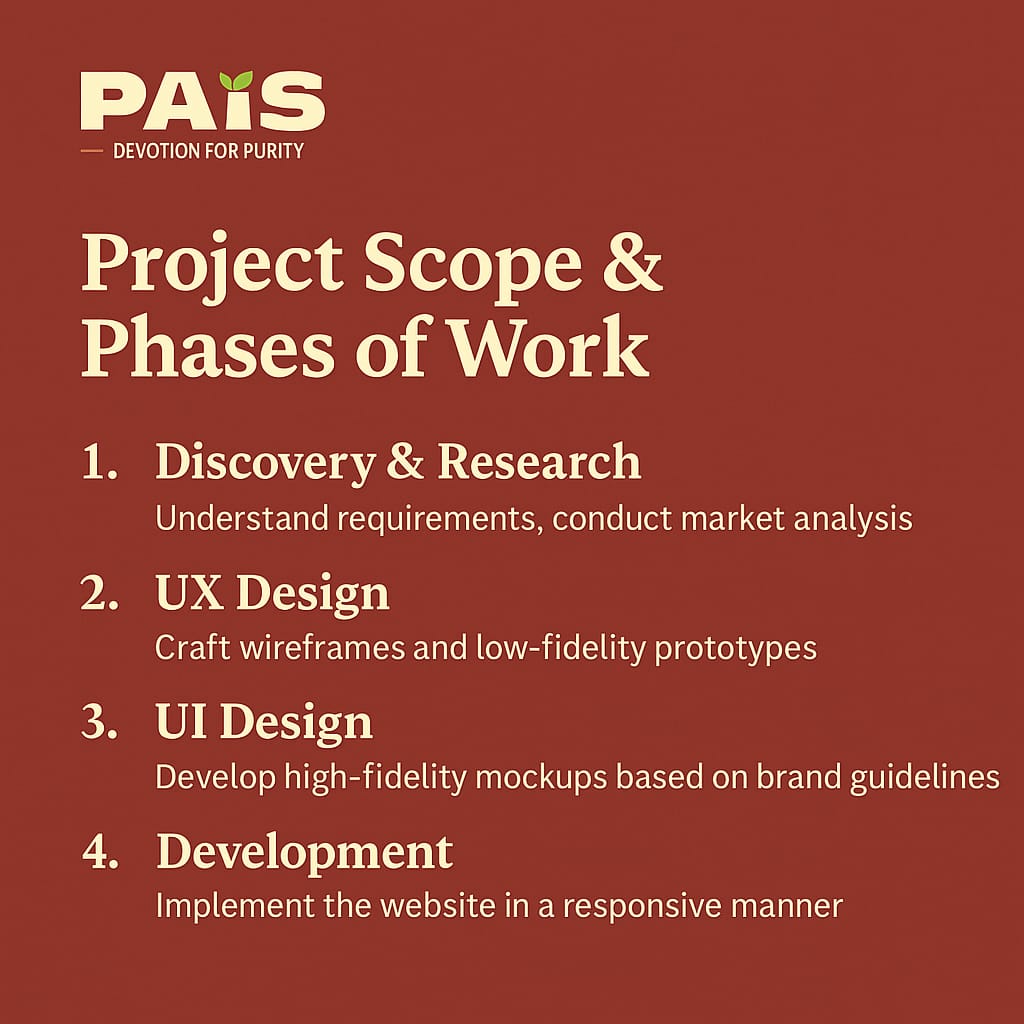 PAiS
DEVOTION FOR PURITY
Project Scope &
Phases of Work
1. Discovery & Research
Understand requirements, conduct market analysis
2. UX Design
Craft wireframes and low-fidelity prototypes
3. UI Design
Develop high-fidelity mockups based on brand guidelines
4. Development
Implement the website in a responsive manner